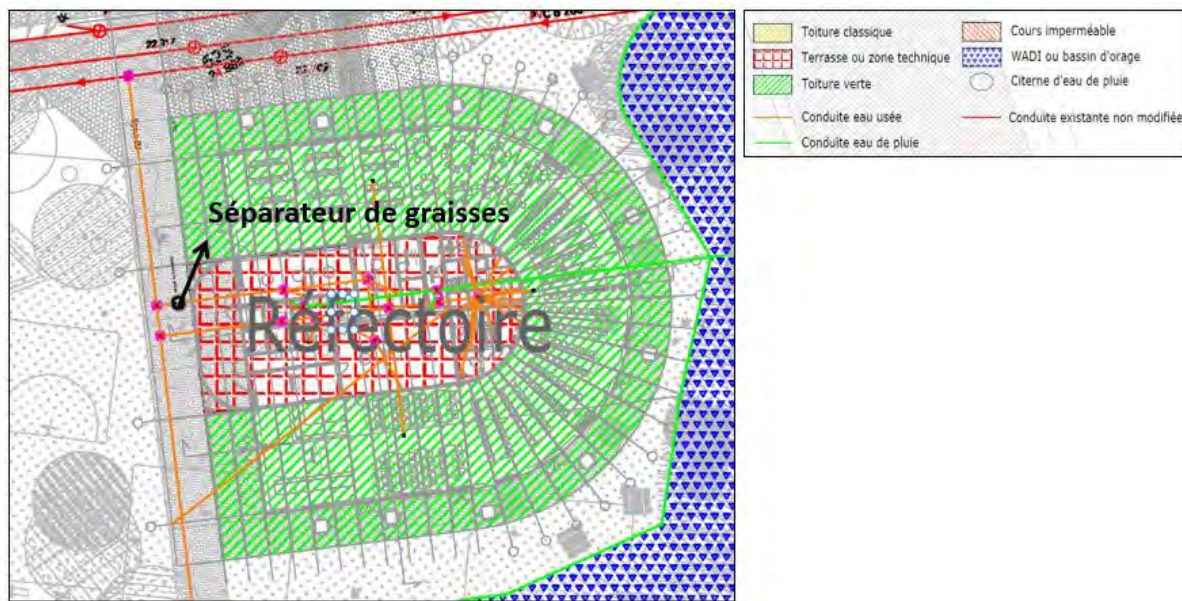 Séparateur de graisses
Réfectoire
Toiture classique
Terrasse ou zone technique
Toiture verte
Conduite eau usée
Conduite eau de pluie
Cours imperméable
WADI ou bassin d'orage
Citerne d'eau de pluie
Conduite existante non modifiée